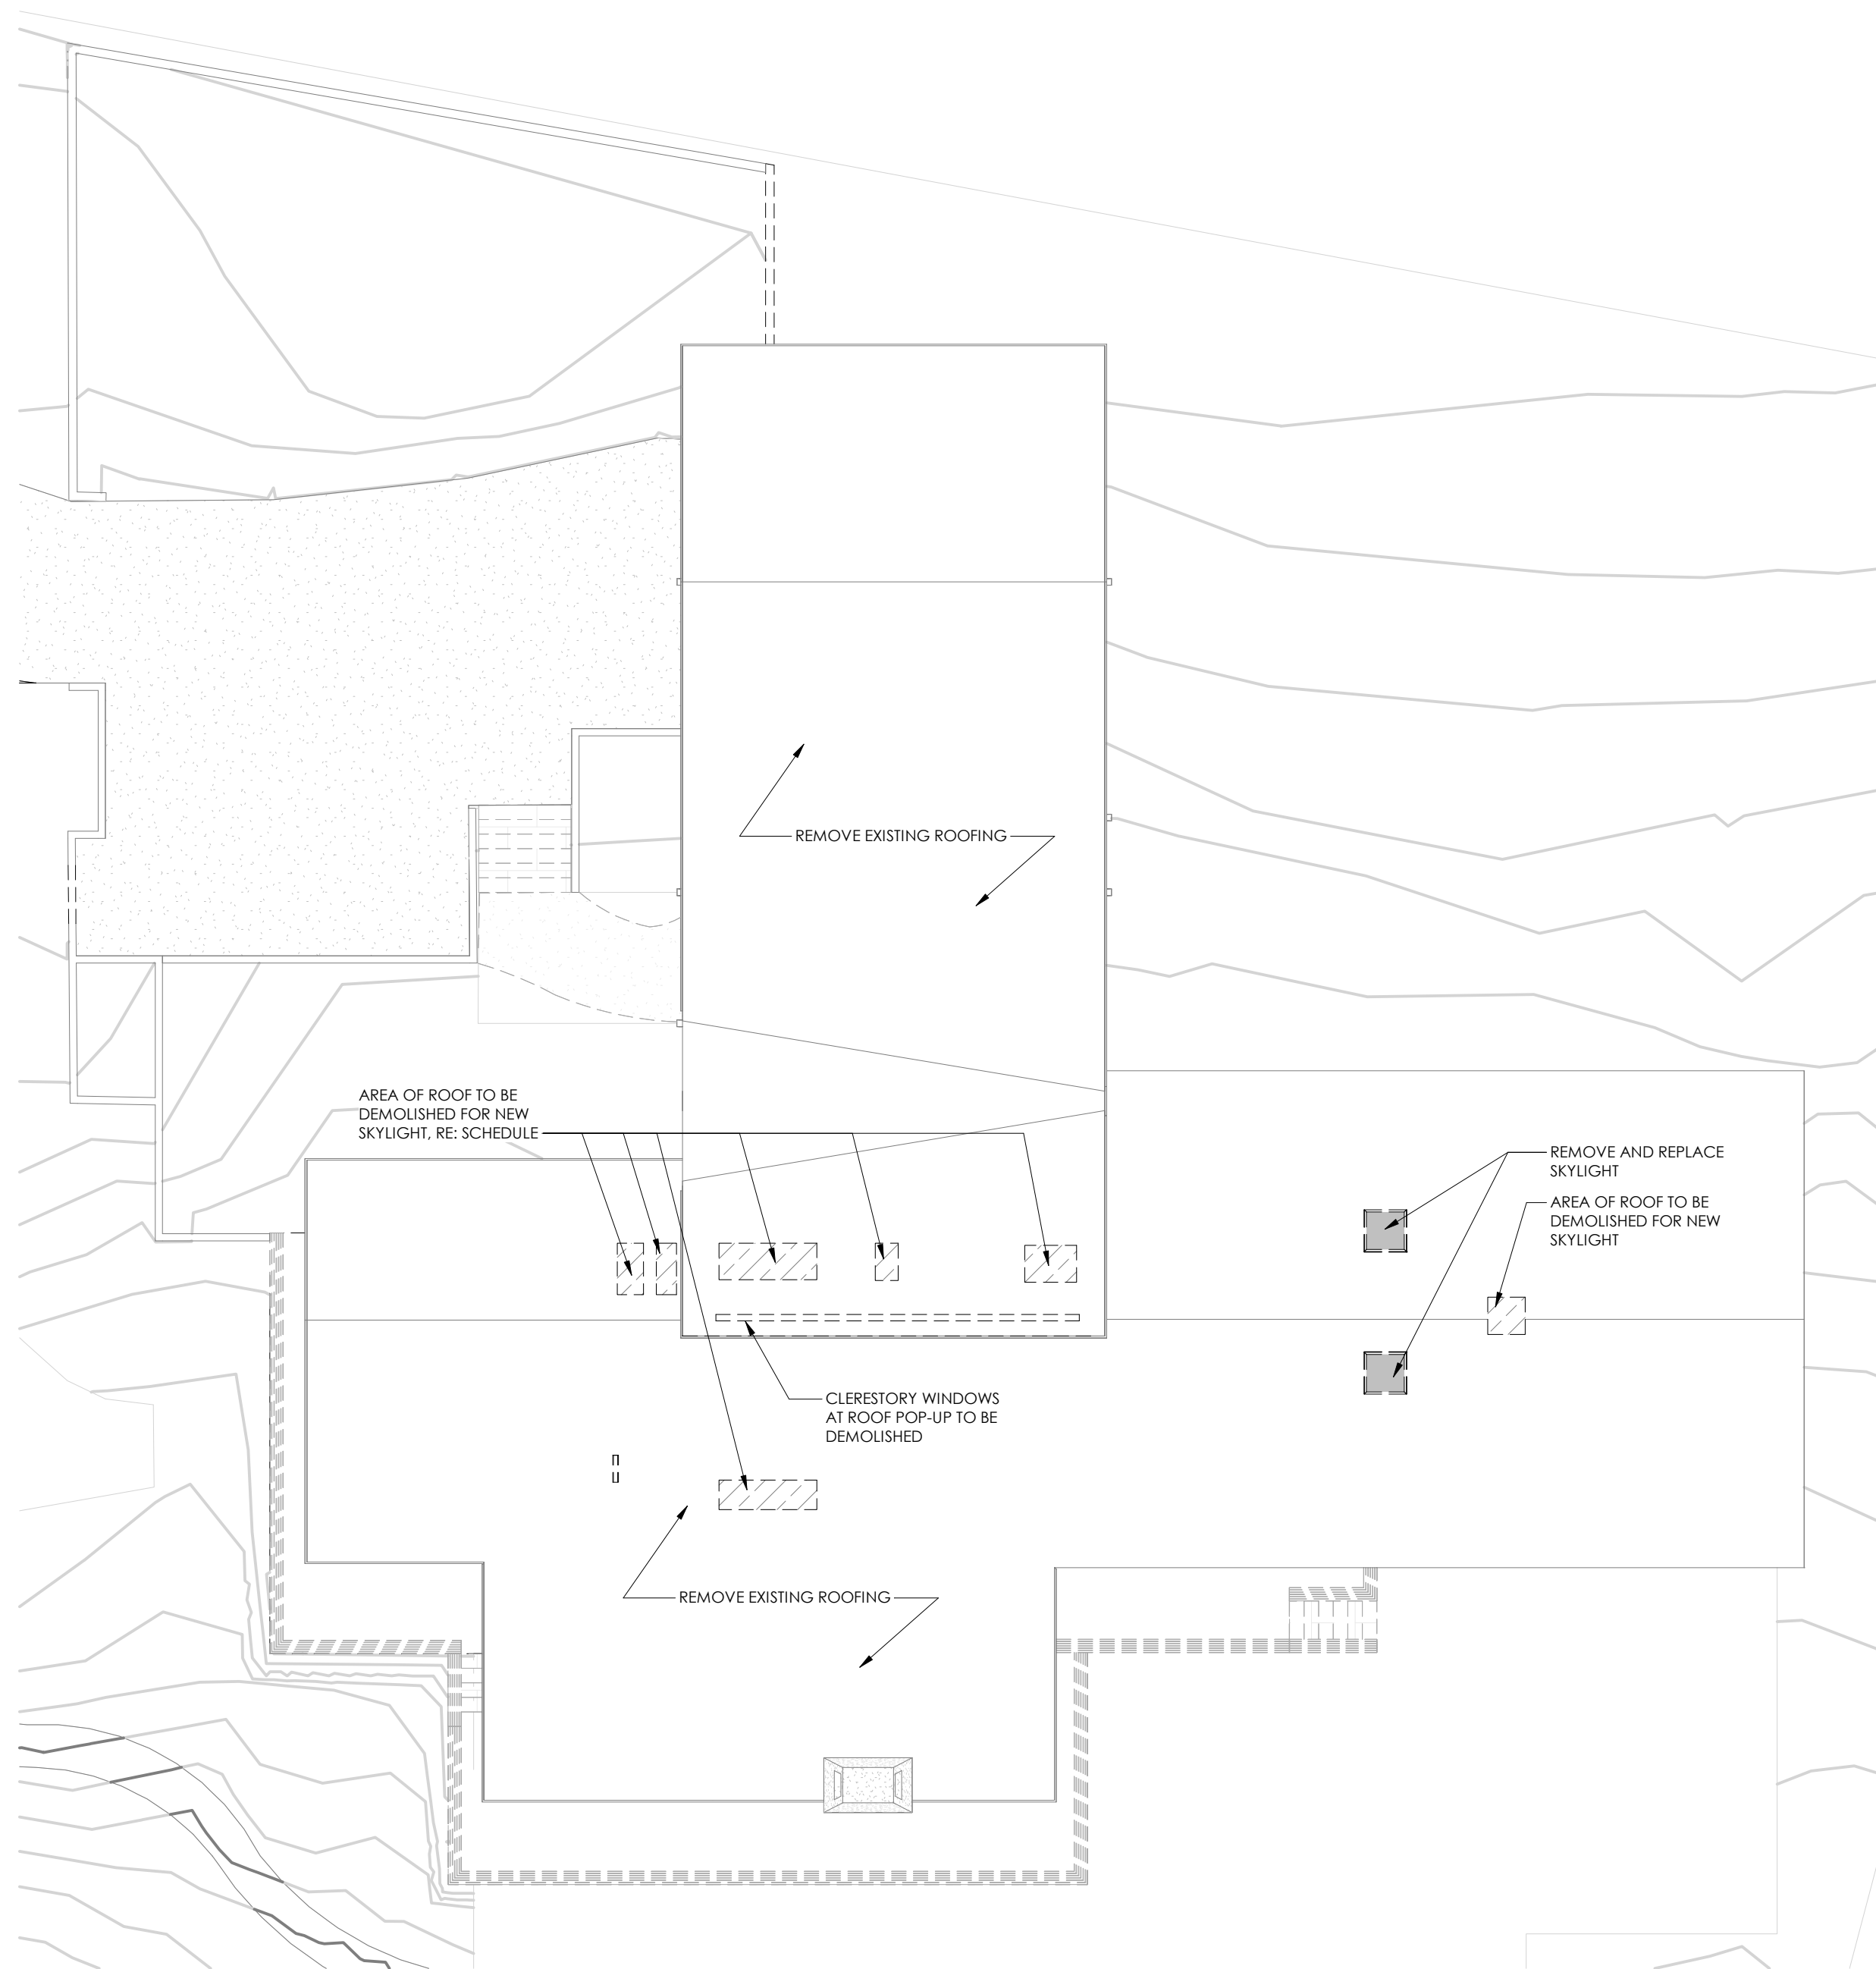 REMOVE EXISTING ROOFING
AREA OF ROOF TO BE
DEMOLISHED FOR NEW
SKYLIGHT, RE: SCHEDULE
REMOVE AND REPLACE
SKYLIGHT
AREA OF ROOF TO BE
DEMOLISHED FOR NEW
SKYLIGHT
CLERESTORY WINDOWS
AT ROOF POP-UP TO BE
DEMOLISHED
REMOVE EXISTING ROOFING